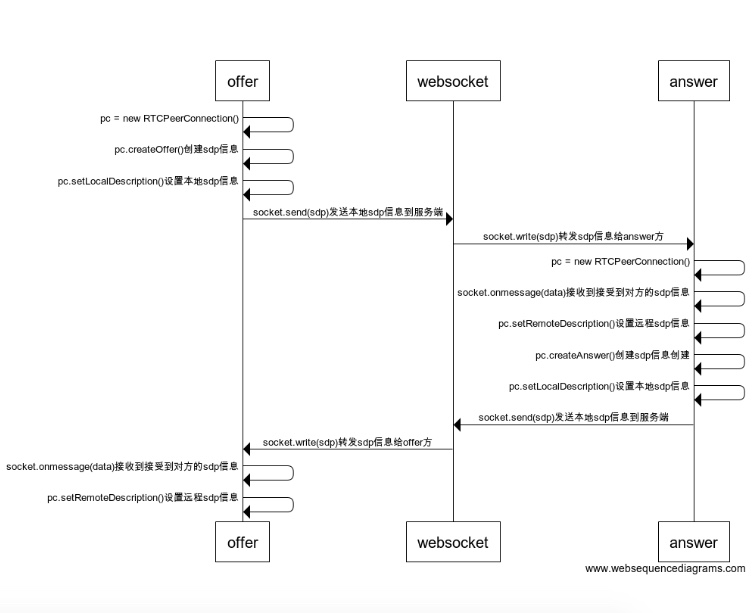 offer
websocket
answer
pc = new RTCPeerConnection()
pc.createOffer()创建sdp信息
pc.setLocalDescription()设置本地sdp信息
socket.send(sdp)发送本地sdp信息到服务端
socket.write(sdp)转发sdp信息给answer方
pc = new RTCPeerConnection()
socket.onmessage(data)接收到接受到对方的sdp信息
pc.setRemoteDescription()设置远程sdp信息
pc.createAnswer()创建sdp信息创建
pc.setLocalDescription()设置本地sdp信息
socket.send(sdp)发送本地sdp信息到服务端
socket.write(sdp)转发sdp信息给offer方
socket.onmessage(data)接收到接受到对方的sdp信息
pc.setRemoteDescription()设置远程sdp信息
offer
websocket
answer
www.websequencediagrams.com